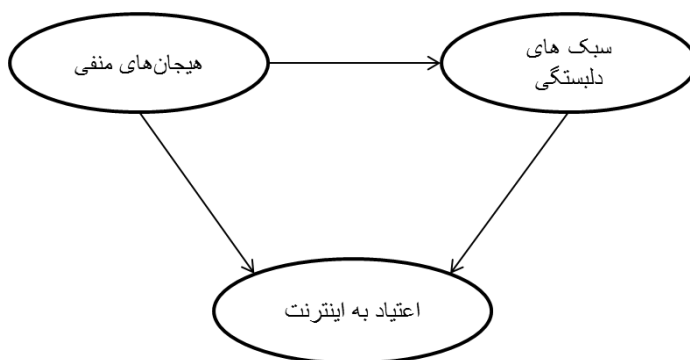 سبک های
دلبستگی
هیجان‌های منفی
اعتیاد به اینترنت